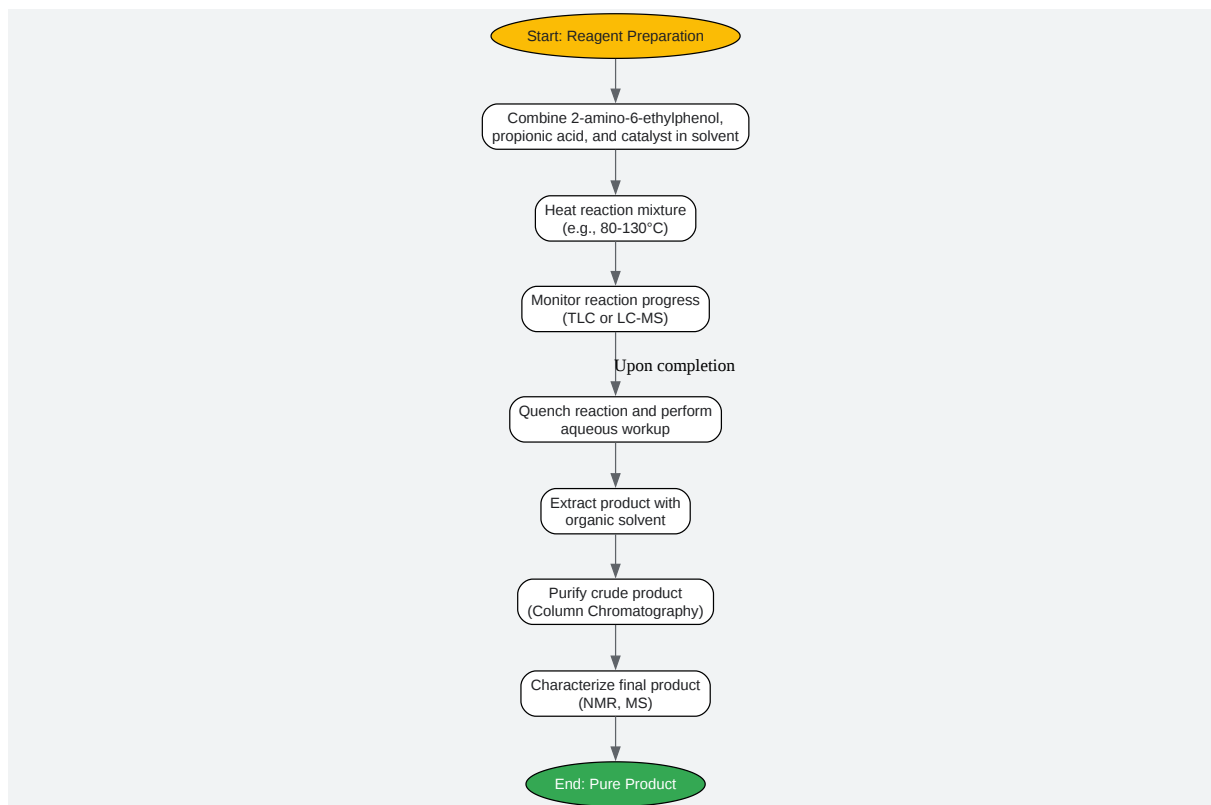 Start: Reagent Preparation
Combine 2-amino-6-ethylphenol,
propionic acid, and catalyst in solvent
Heat reaction mixture
(e.g., 80-130°C)
Monitor reaction progress
(TLC or LC-MS)
Upon completion
Quench reaction and perform
aqueous workup
Extract product with
organic solvent
Purify crude product
(Column Chromatography)
Characterize final product
(NMR, MS)
End: Pure Product